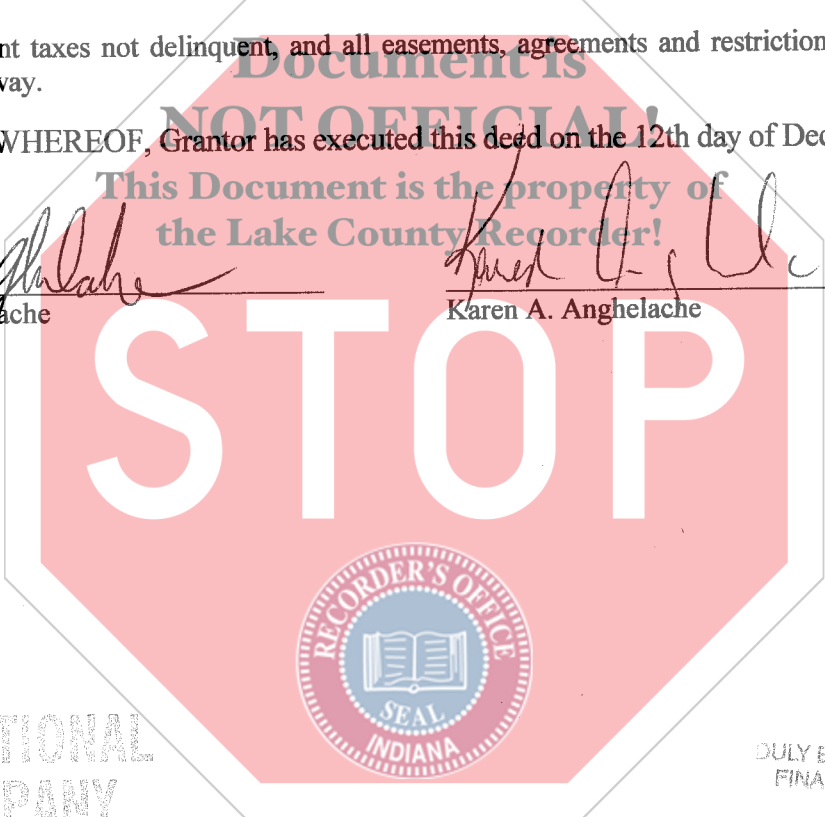 nt taxes not delinquent, and all easements, agreements and restriction
way.
Document is
NOT OFFICIAL!
WHEREOF, Grantor has executed this deed on the 12th day of Dec
This Document is the property of
the Lake County Recorder!
ache
Karen A. Anghelache
STOP
RECORDER'S OFFICE
SEAL
INDIANA
TIONAL
MPANY
DULY E
FINA